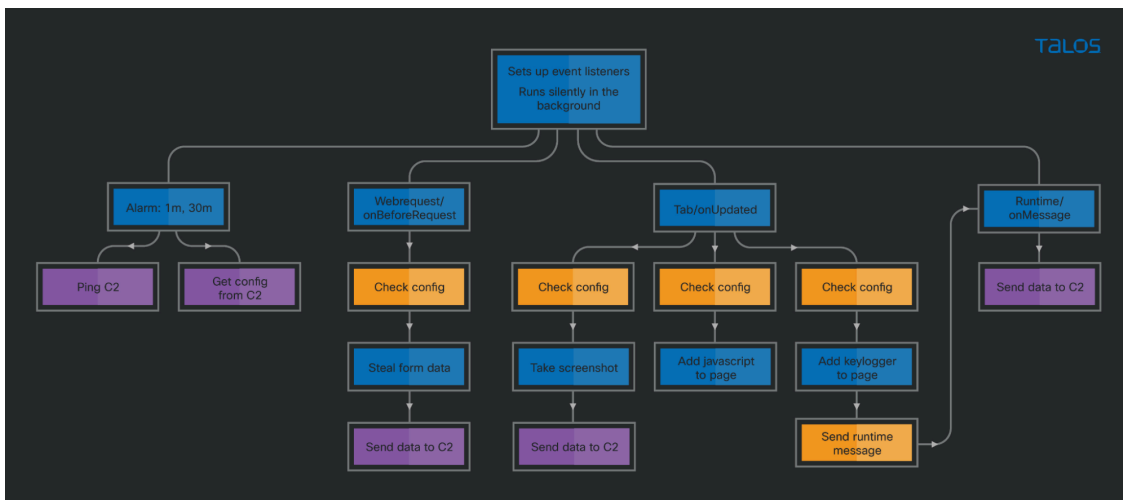 TALOS
Sets up event listeners
Runs silently in the
background
Alarm: 1m, 30m
Webrequest/
onBeforeRequest
Tab/onUpdated
Runtime/
onMessage
Ping C2
Get config
from C2
Check config
Check config
Check config
Check config
Send data to C2
Steal form data
Take screenshot
Add javascript
to page
Add keylogger
to page
Send data to C2
Send data to C2
Send runtime
message